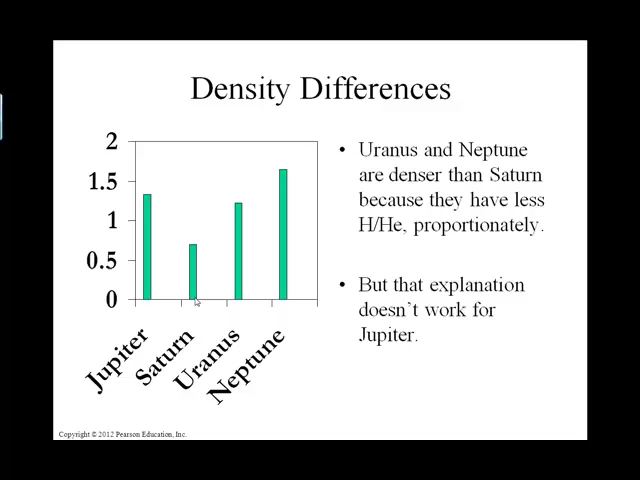 Density Differences
2
1.5
1
0.5
0
Jupiter
Saturn
Uranus
Neptune
• Uranus and Neptune
are denser than Saturn
because they have less
H/He, proportionately.
• But that explanation
doesn't work for
Jupiter.
Copyright © 2012 Pearson Education, Inc.